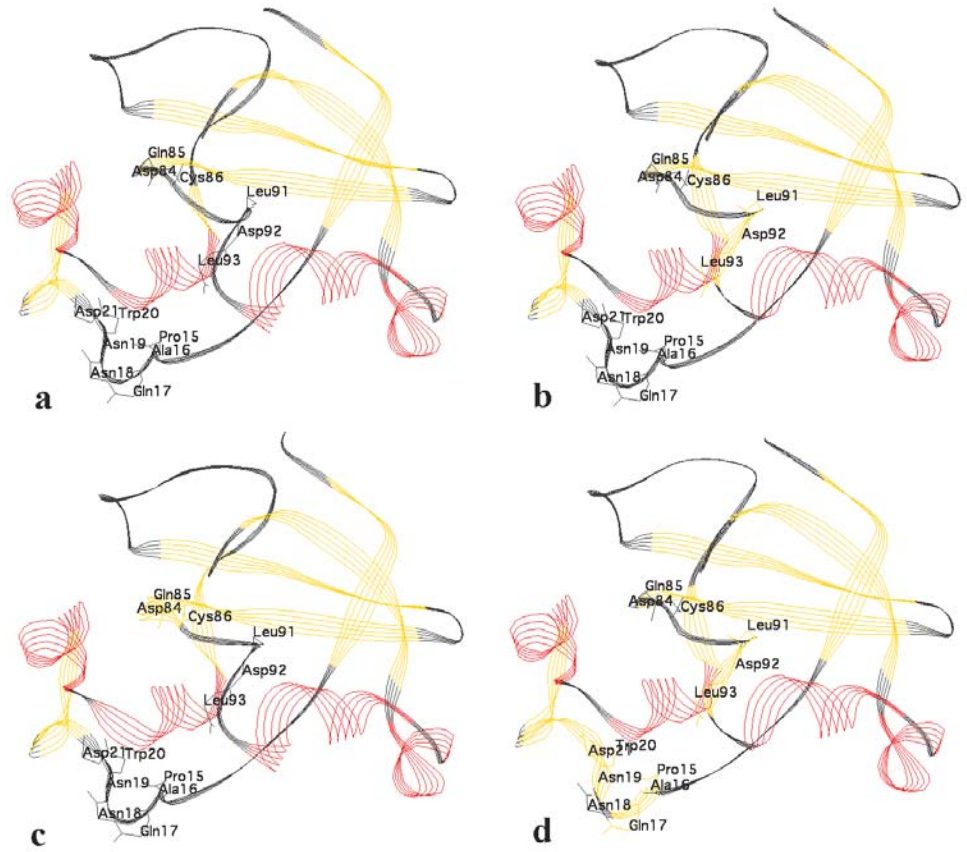 Gln85
Asp84
Cys86
Leu91
Asp92
Leu93
Asp21
Trp20
Asn19
Pro15
Ala16
Asn18
Gln17
a
Gln85
Asp84
Cys86
Leu91
Asp92
Leu93
Asp21
Trp20
Asn19
Pro15
Ala16
Asn18
Gln17
b
Gln85
Asp84
Cys86
Leu91
Asp92
Leu93
Asp21
Trp20
Asn19
Pro15
Ala16
Asn18
Gln17
c
Gln85
Asp84
Cys86
Leu91
Asp92
Leu93
Trp20
Asp21
Asn19
Pro15
Ala16
Asn18
Gln17
d